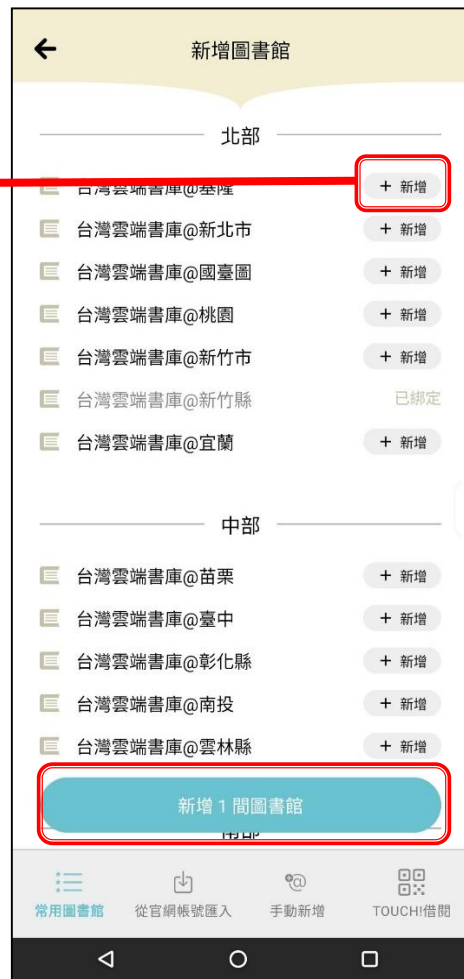 新增圖書館
北部
台灣雲端書庫@基隆 + 新增
台灣雲端書庫@新北市 + 新增
台灣雲端書庫@國臺圖 + 新增
台灣雲端書庫@桃園 + 新增
台灣雲端書庫@新竹市 + 新增
台灣雲端書庫@新竹縣 已綁定
台灣雲端書庫@宜蘭 + 新增
中部
台灣雲端書庫@苗栗 + 新增
台灣雲端書庫@臺中 + 新增
台灣雲端書庫@彰化縣 + 新增
台灣雲端書庫@南投 + 新增
台灣雲端書庫@雲林縣 + 新增
新增 1 間圖書館
南部
常用圖書館 從官網帳號匯入 手動新增 TOUCH!借閱